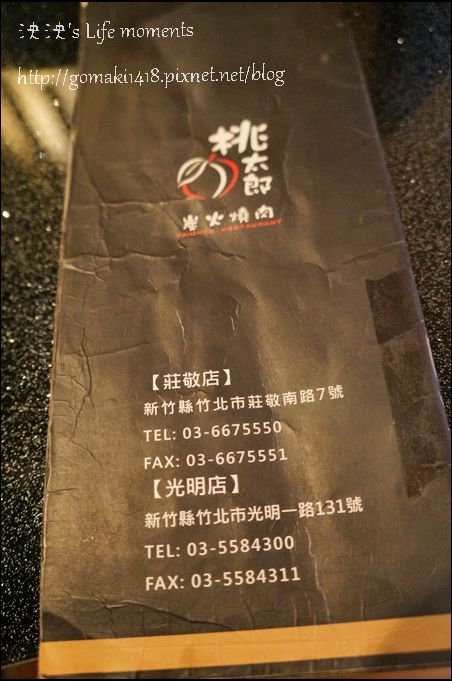 泱泱's Life moments
http://gomaki1418.pixnet.net/blog
桃太郎
炭火燒肉
YAKINIKU RESTAURANT
【莊敬店】
新竹縣竹北市莊敬南路7號
TEL: 03-6675550
FAX: 03-6675551
【光明店】
新竹縣竹北市光明一路131號
TEL: 03-5584300
FAX: 03-5584311